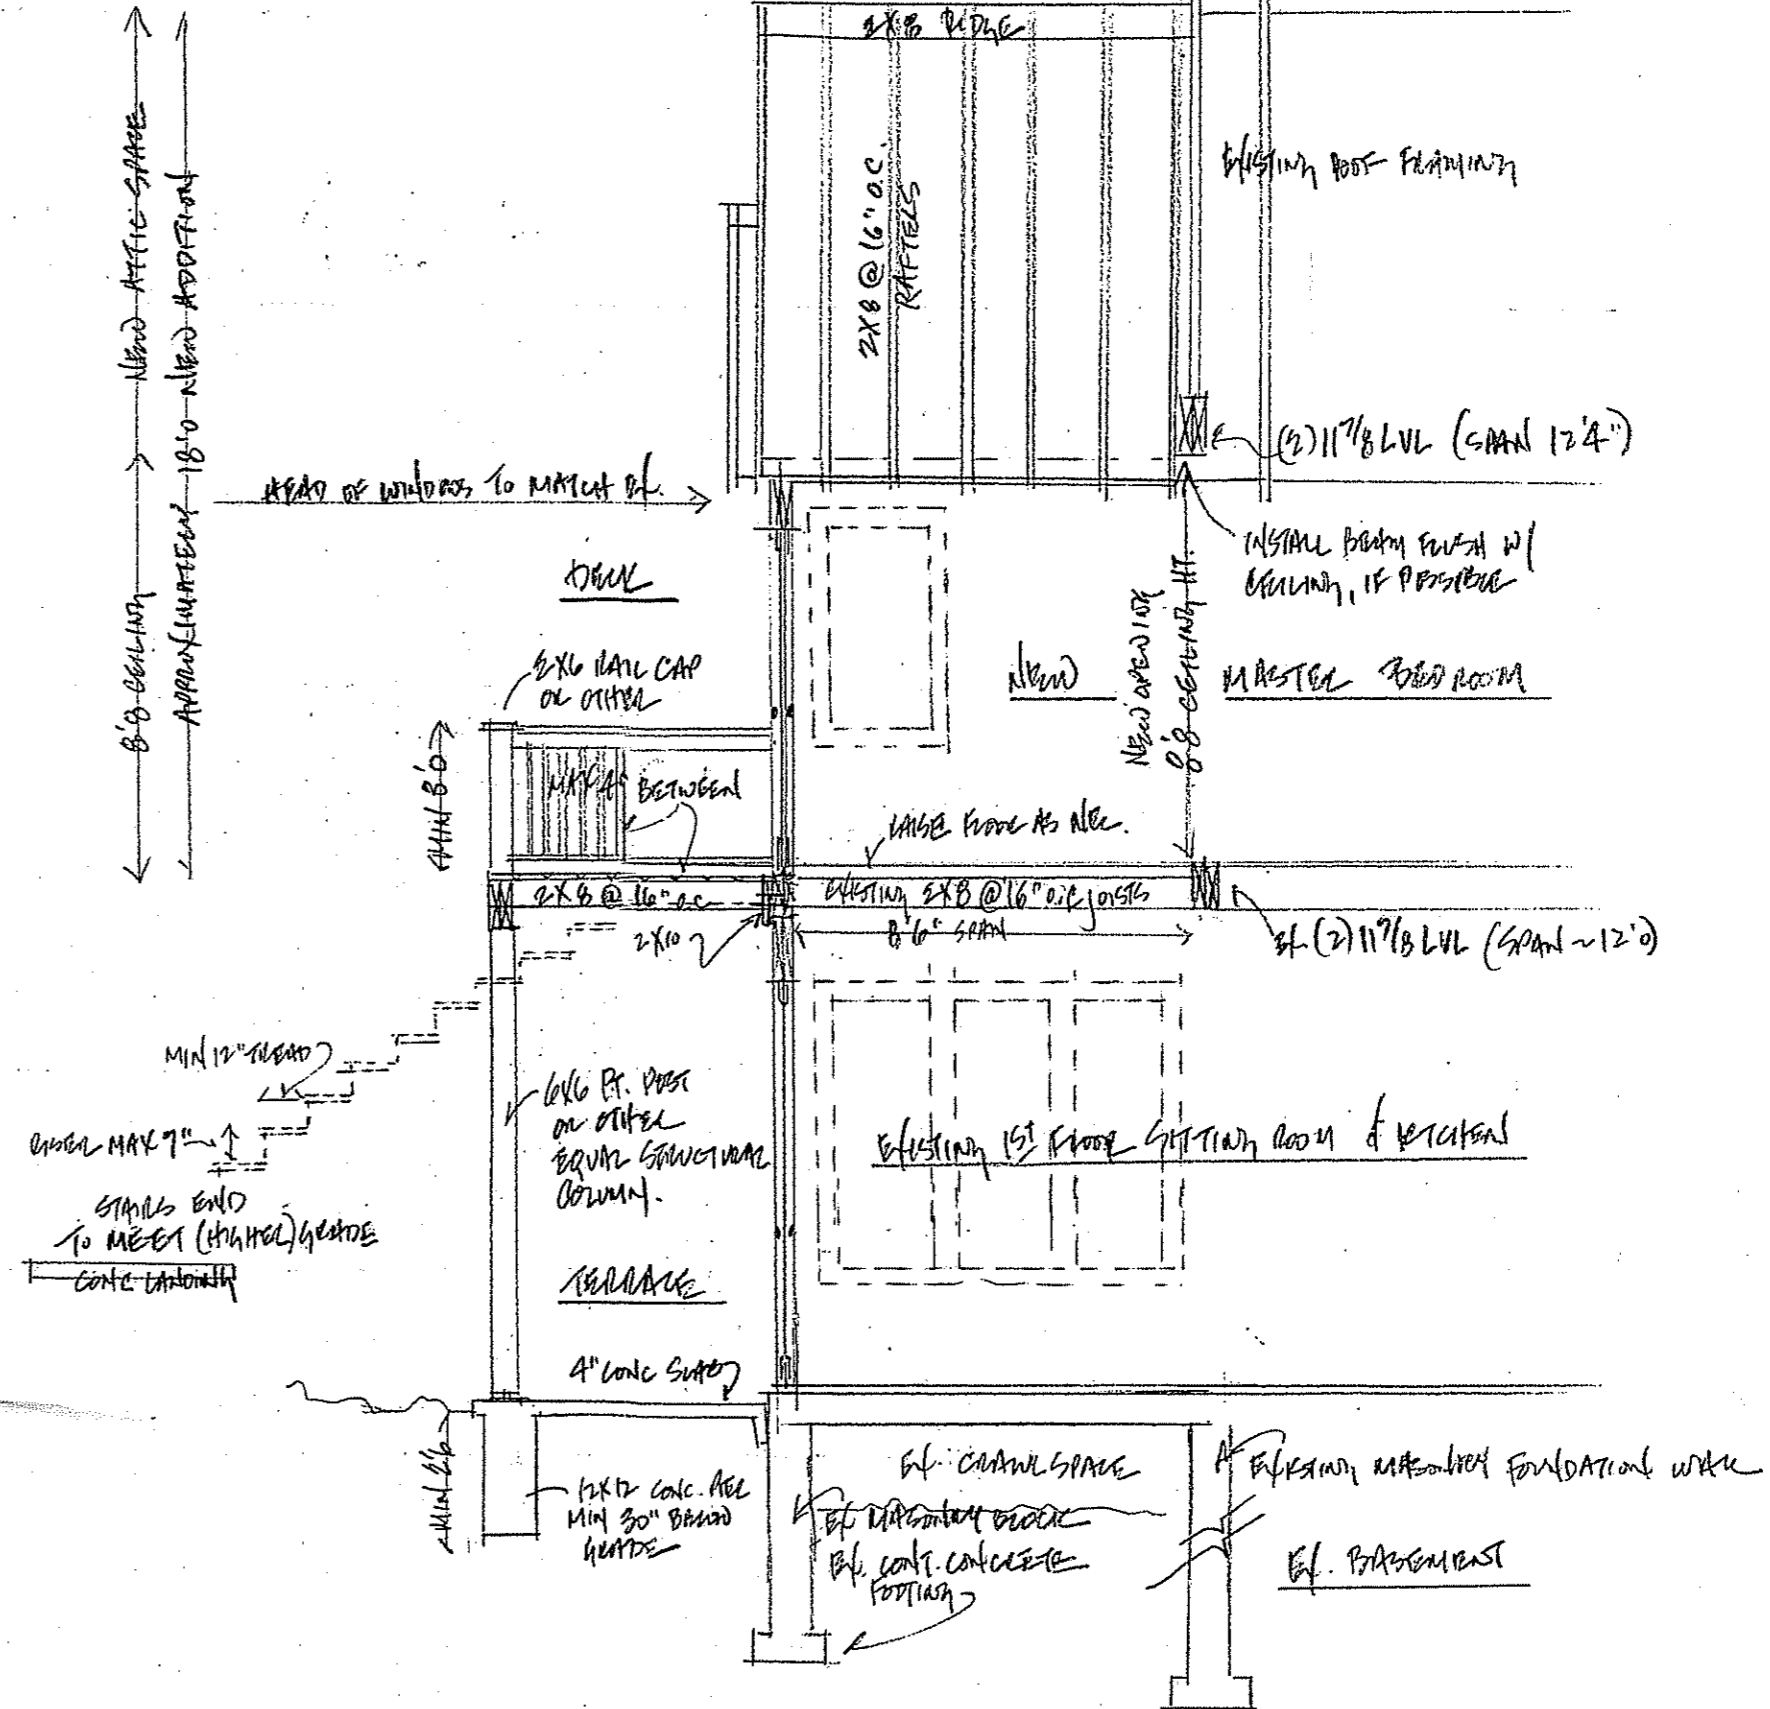 2X8 RIDGE
NEW ATTIC SPACE
8'8 CEILING
APPROXIMATELY 18'0 NEW ADDITION
2X8 @ 16" O.C.
RAFTERS
EXISTING ROOF FRAMING
(2) 11 7/8 LVL (SPAN 12'4")
HEAD OF WINDOWS TO MATCH EX.
INSTALL BEAM FLUSH W/
CEILING, IF POSSIBLE
DECK
2X6 RAIL CAP
OR OTHER
NEW
MASTER BEDROOM
NEW OPENING
8'8 CEILING HT.
MIN 3'0
MAX 4" BETWEEN
RAISE FLOOR AS NEC.
2X8 @ 16" O.C
EXISTING 2X8 @ 16" O.C JOISTS
2X10
8'6" SPAN
EX. (2) 11 7/8 LVL (SPAN ~12'0)
MIN 12" TREAD
6X6 PT. POST
OR OTHER
EQUAL STRUCTURAL
COLUMN.
RISER MAX 9"
EXISTING 1ST FLOOR SITTING ROOM & KITCHEN
STAIRS END
TO MEET (HIGHER) GRADE
CONC LANDING
TERRACE
4" CONC SLAB
MIN 2'6
12X12 CONC. PIER
MIN 30" BELOW
GRADE
EX. CRAWLSPACE
EX MASONRY BLOCK
EX. CONT. CONCRETE
FOOTING
EXISTING MASONRY FOUNDATION WALL
EX. BASEMENT